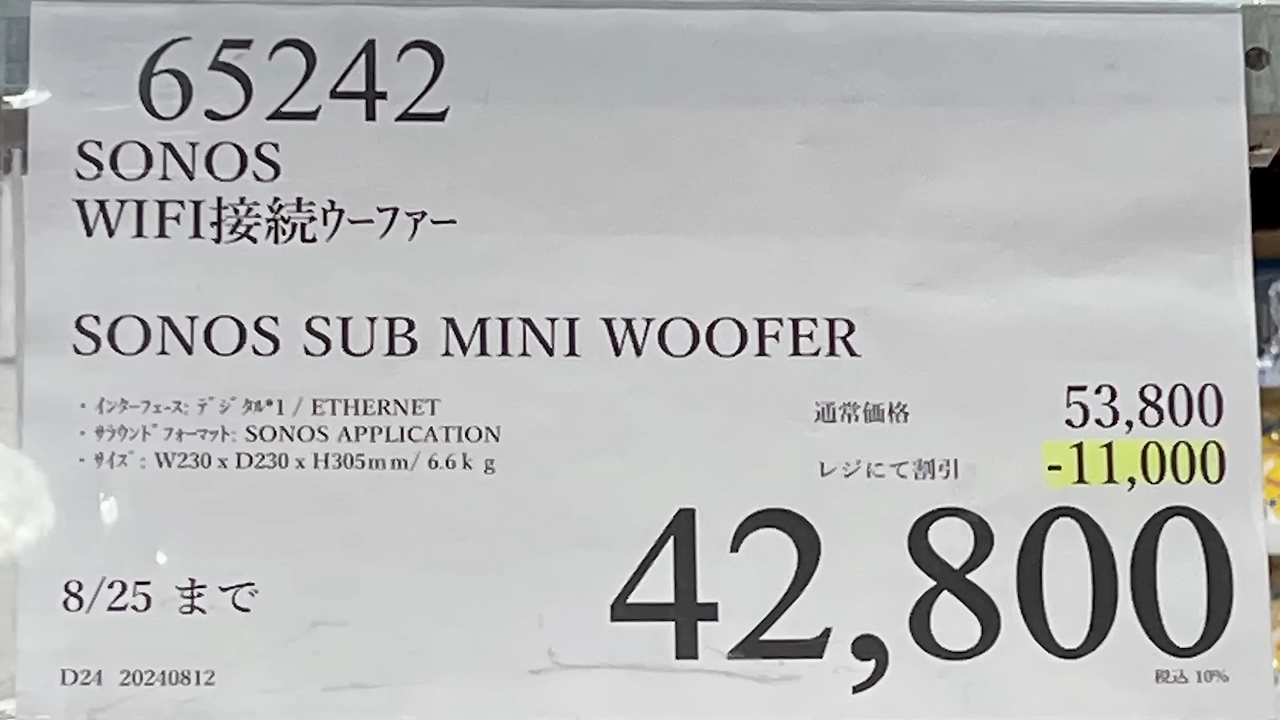 65242
SONOS
WIFI接続ウーファー
SONOS SUB MINI WOOFER
・インターフェース: デジタル*1 / ETHERNET
・サラウンドフォーマット: SONOS APPLICATION
・サイズ: W230 x D230 x H305mm/ 6.6ｋｇ
通常価格 53,800
レジにて割引 -11,000
42,800
8/25 まで
税込 10%
D24 20240812